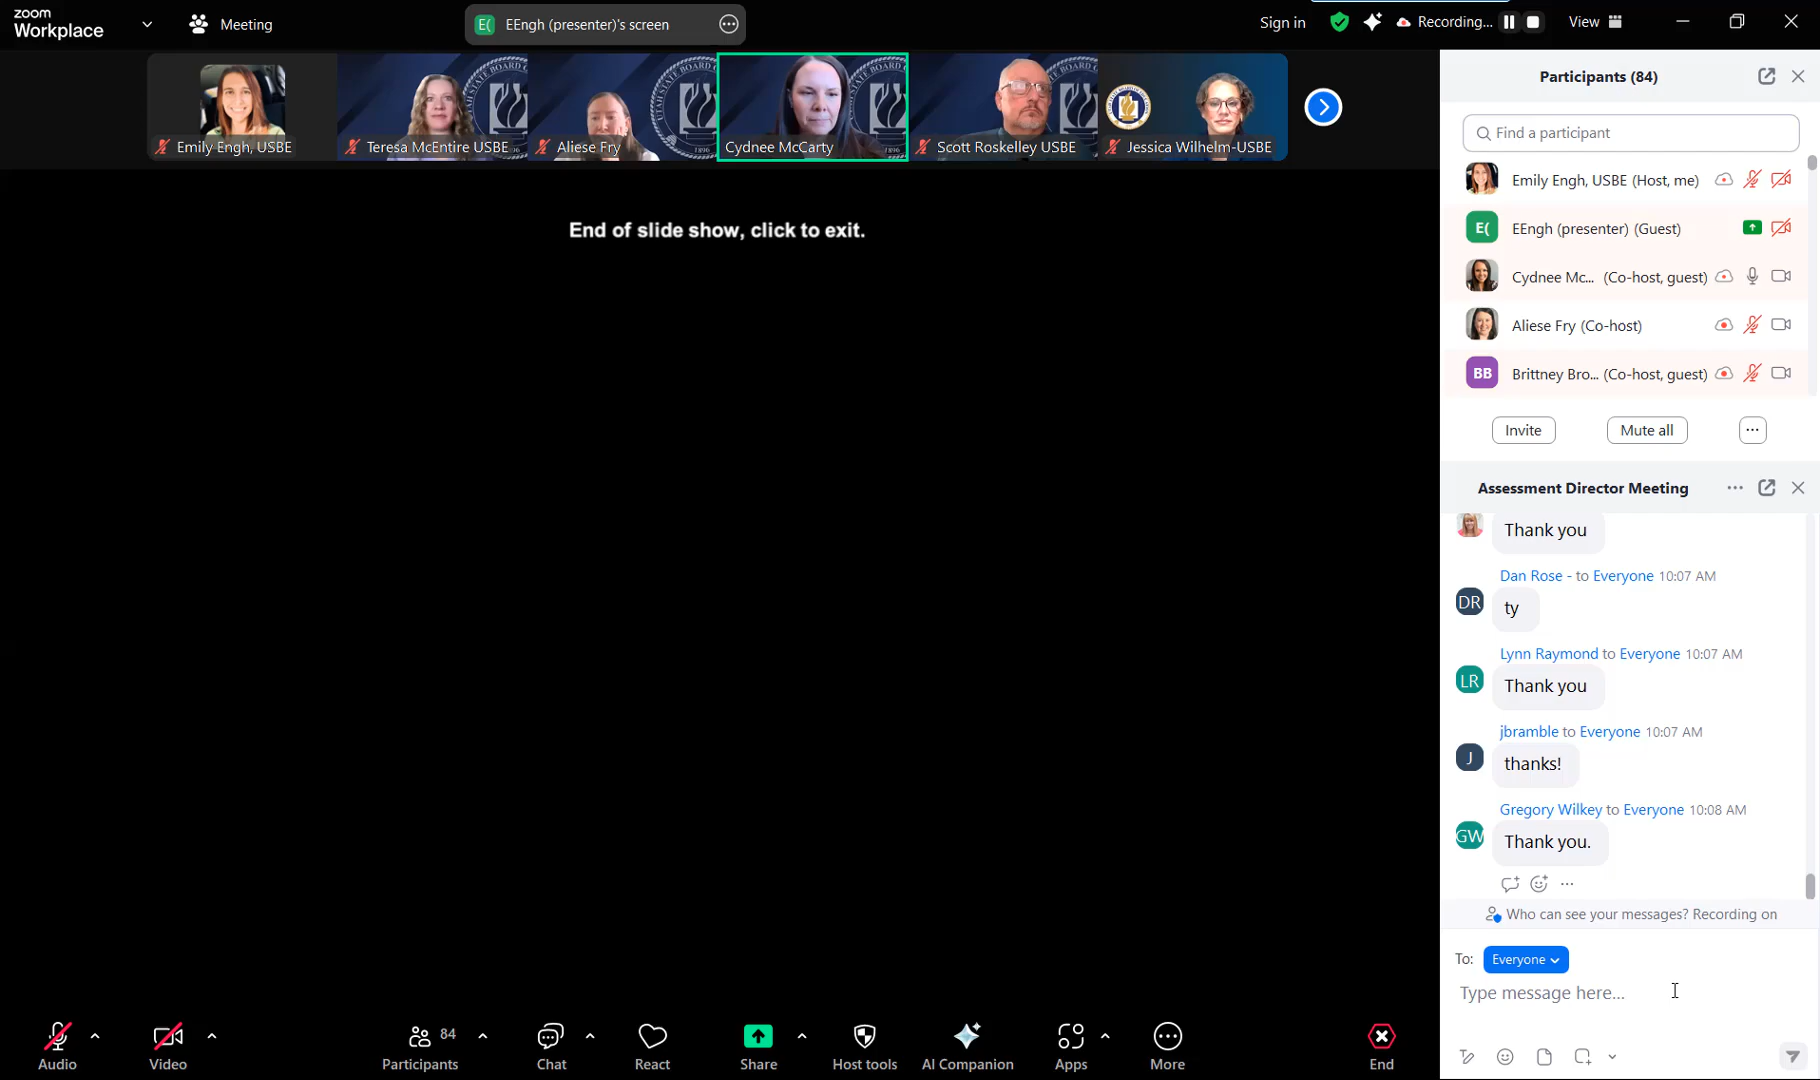 zoom
Workplace
Meeting
E( EEngh (presenter)'s screen
Sign in
Recording...
View
Emily Engh, USBE
Teresa McEntire USBE
Aliese Fry
Cydnee McCarty
Scott Roskelley USBE
Jessica Wilhelm-USBE
End of slide show, click to exit.
Participants (84)
Find a participant
Emily Engh, USBE (Host, me)
E( EEngh (presenter) (Guest)
Cydnee Mc... (Co-host, guest)
Aliese Fry (Co-host)
BB Brittney Bro... (Co-host, guest)
Invite
Mute all
Assessment Director Meeting
Thank you
Dan Rose - to Everyone 10:07 AM
DR ty
Lynn Raymond to Everyone 10:07 AM
LR Thank you
jbramble to Everyone 10:07 AM
J thanks!
Gregory Wilkey to Everyone 10:08 AM
GW Thank you.
Who can see your messages? Recording on
To: Everyone
Type message here...
Audio
Video
84
Participants
Chat
React
Share
Host tools
AI Companion
Apps
More
End